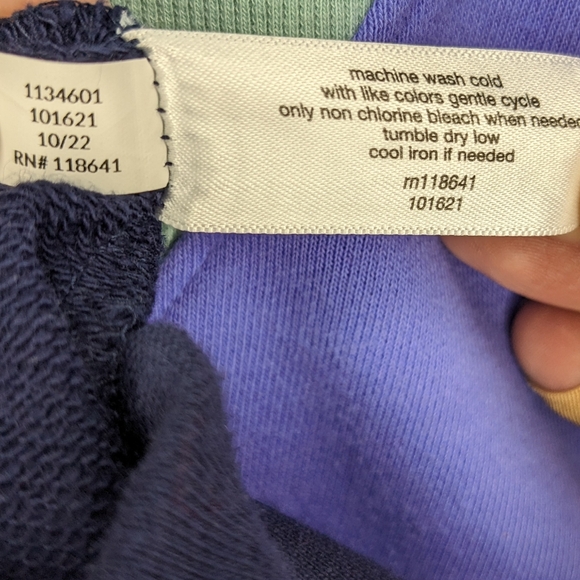 1134601
101621
10/22
RN# 118641
machine wash cold
with like colors gentle cycle
only non chlorine bleach when needed
tumble dry low
cool iron if needed
rn118641
101621